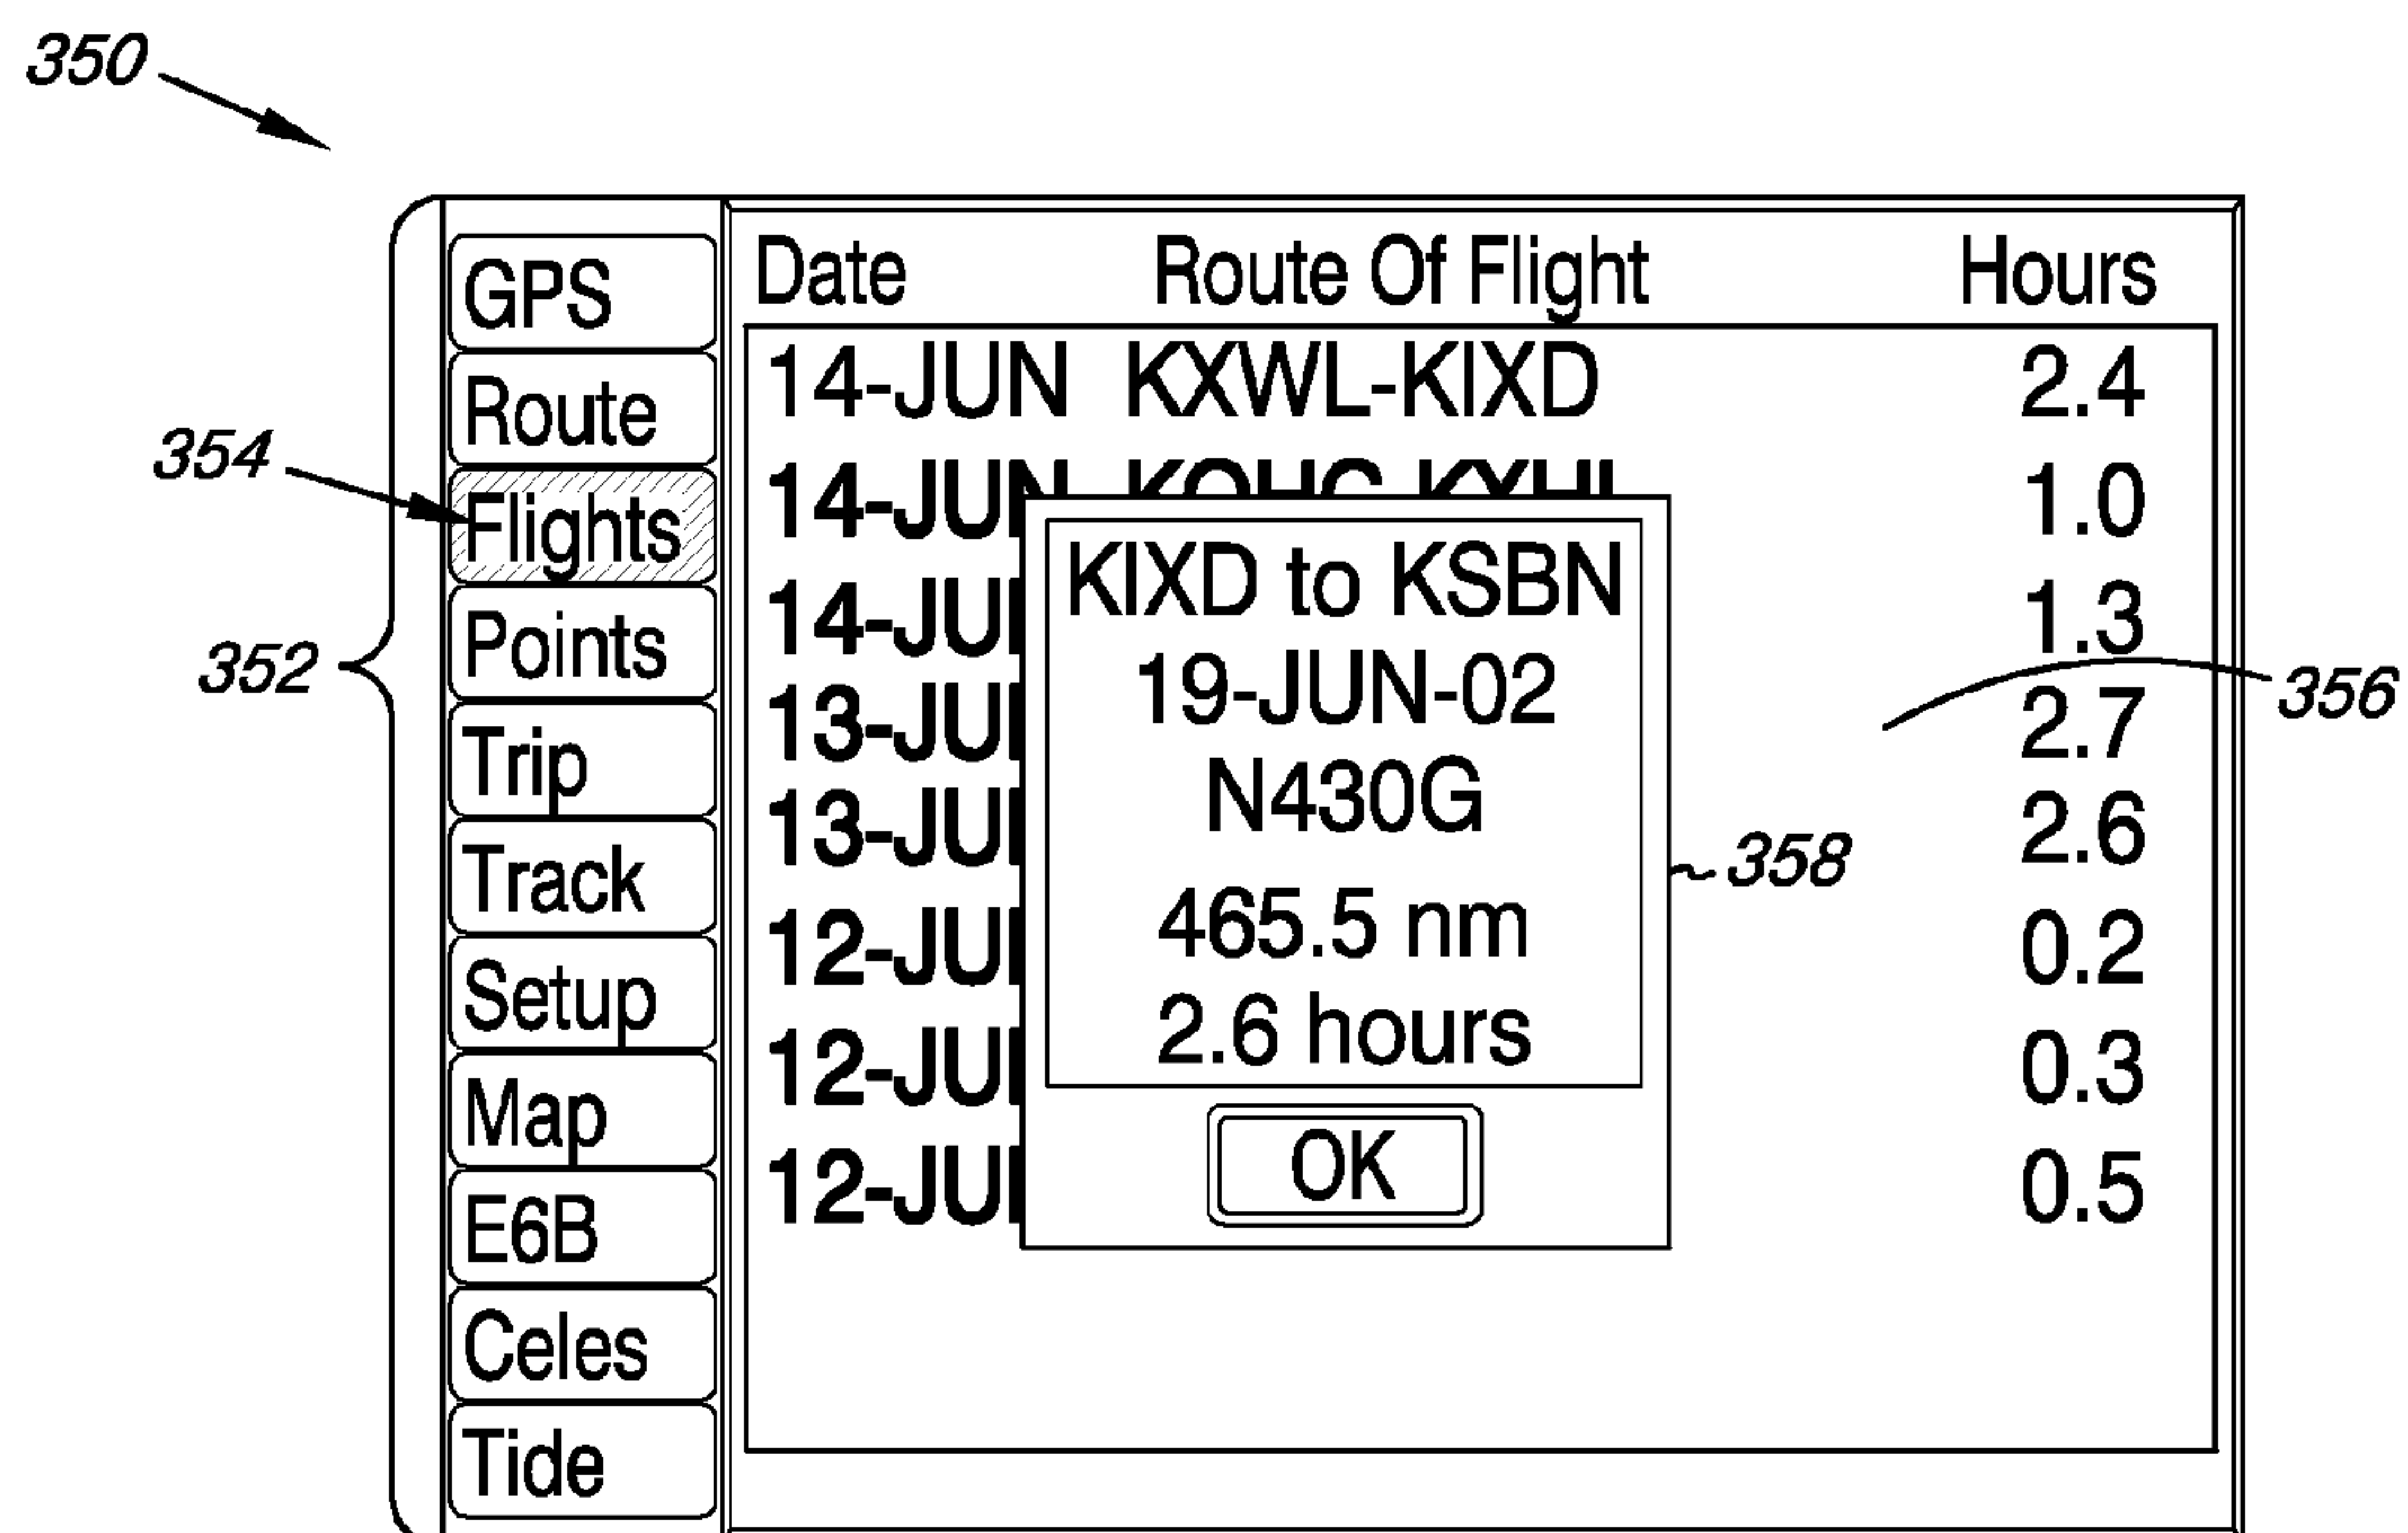 350
GPS
Route
Flights
Points
Trip
Track
Setup
Map
E6B
Celes
Tide
354
352
Date Route Of Flight Hours
14-JUN KXWL-KIXD 2.4
14-JUN 1.0
14-JU 1.3
13-JU 2.7
13-JU 2.6
12-JU 0.2
12-JU 0.3
12-JU 0.5
KIXD to KSBN
19-JUN-02
N430G
465.5 nm
2.6 hours
OK
356
358